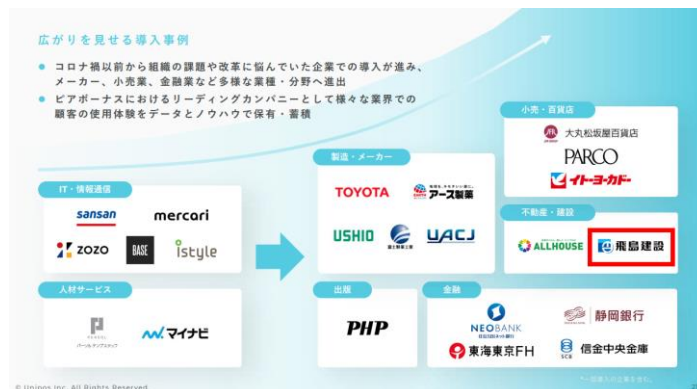 広がりを見せる導入事例
● コロナ禍以前から組織の課題や改革に悩んでいた企業での導入が進み、
メーカー、小売業、金融業など多様な業種・分野へ進出
● ピアボーナスにおけるリーディングカンパニーとして様々な業界での
顧客の使用体験をデータとノウハウで保有・蓄積
IT・情報通信
sansan
mercari
ZOZO
BASE
istyle
人材サービス
マイナビ
製造・メーカー
TOYOTA
アース製薬
USHIO
UACJ
出版
PHP
小売・百貨店
大丸松坂屋百貨店
PARCO
イトーヨーカドー
不動産・建設
ALLHOUSE
飛島建設
金融
NEOBANK
静岡銀行
東海東京FH
SCB
信金中央金庫
© Unipos Inc. All Rights Reserved